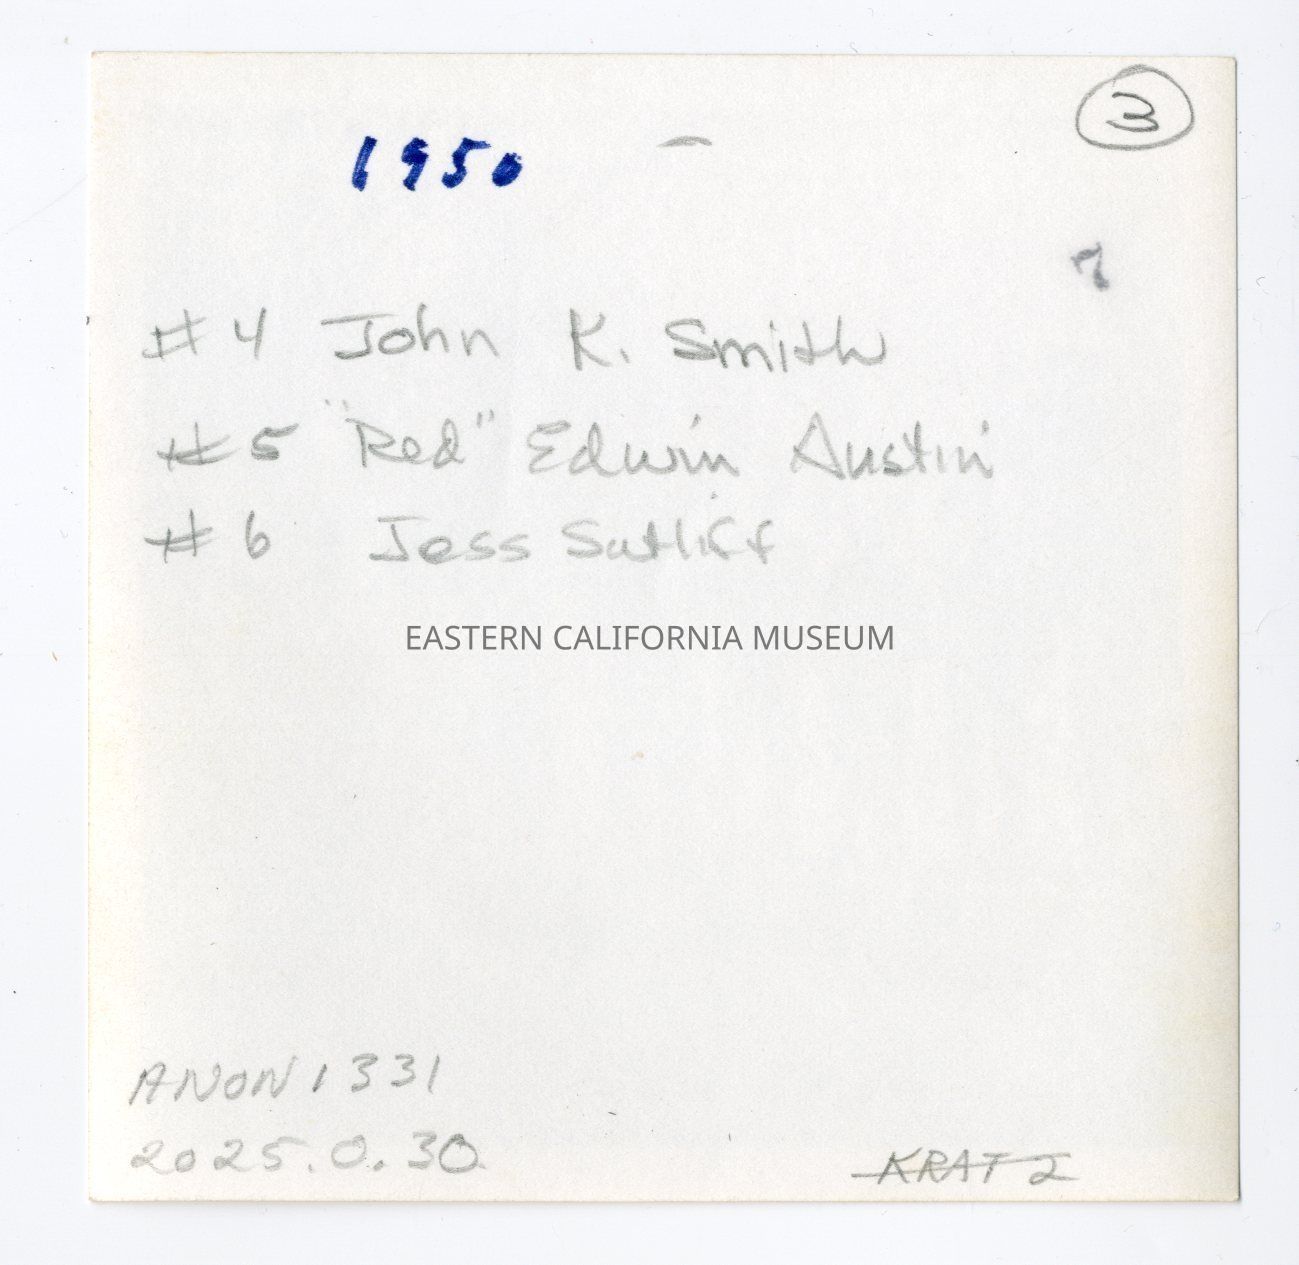 3
1950
7
#4 John K. Smith
#5 "Red" Edwin Austin
#6 Jess Sutliff
EASTERN CALIFORNIA MUSEUM
ANON 1331
2025.0.30
KRATZ